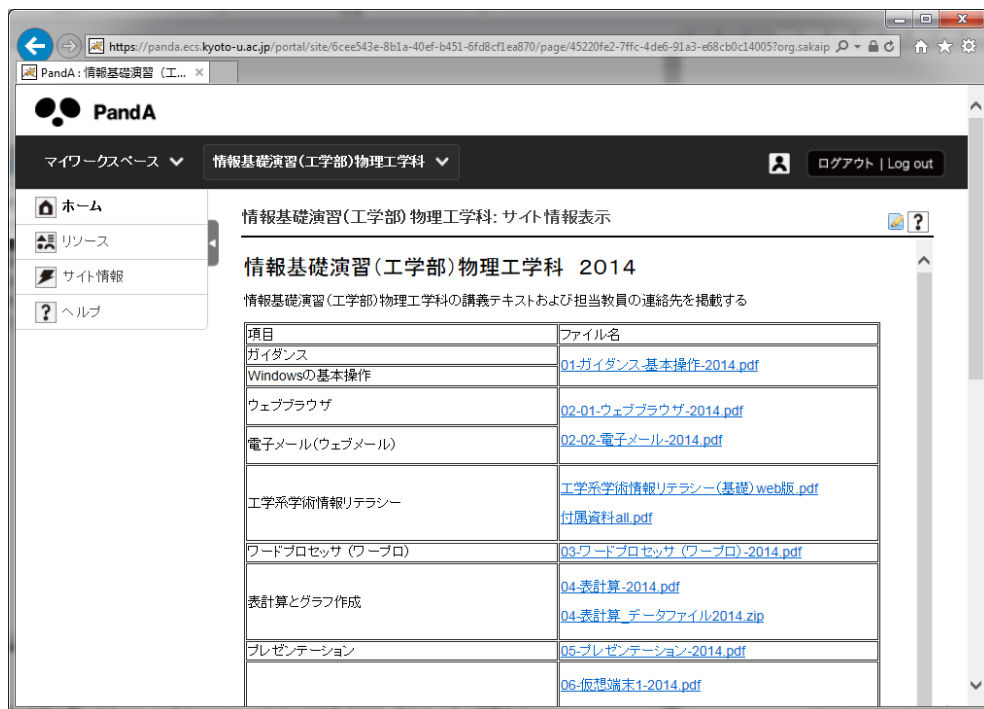 https://panda.ecs.kyoto-u.ac.jp/portal/site/6cee543e-8b1a-40ef-b451-6fd8cf1ea870/page/45220fe2-7ffc-4de6-91a3-e68cb0c14005?org.sakaip
PandA : 情報基礎演習（工...
PandA
マイワークスペース
情報基礎演習(工学部)物理工学科
ログアウト | Log out
ホーム
リソース
サイト情報
ヘルプ
情報基礎演習(工学部) 物理工学科: サイト情報表示
情報基礎演習(工学部)物理工学科　2014
情報基礎演習(工学部)物理工学科の講義テキストおよび担当教員の連絡先を掲載する
項目 ファイル名
ガイダンス
01-ガイダンス-基本操作-2014.pdf
Windowsの基本操作
ウェブブラウザ
02-01-ウェブブラウザ-2014.pdf
電子メール(ウェブメール)
02-02-電子メール-2014.pdf
工学系学術情報リテラシー
工学系学術情報リテラシー(基礎)web版.pdf
付属資料all.pdf
ワードプロセッサ (ワープロ)
03-ワードプロセッサ (ワープロ)-2014.pdf
表計算とグラフ作成
04-表計算-2014.pdf
04-表計算_データファイル2014.zip
プレゼンテーション
05-プレゼンテーション-2014.pdf
06-仮想端末1-2014.pdf